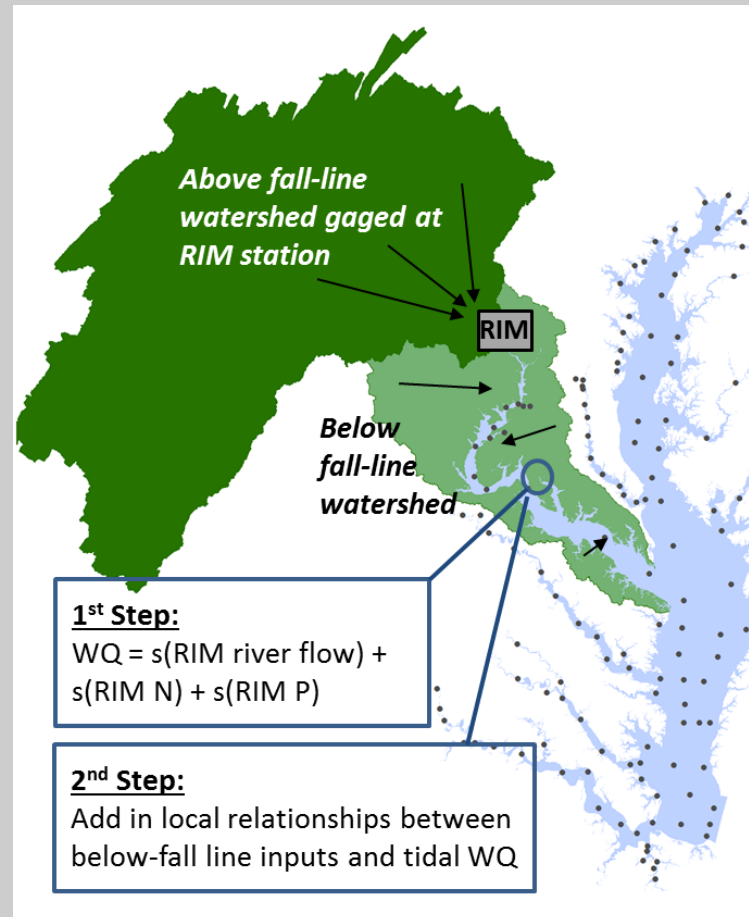 Above fall-line
watershed gaged at
RIM station
RIM
Below
fall-line
watershed
1st Step:
WQ = s(RIM river flow) +
s(RIM N) + s(RIM P)
2nd Step:
Add in local relationships between
below-fall line inputs and tidal WQ